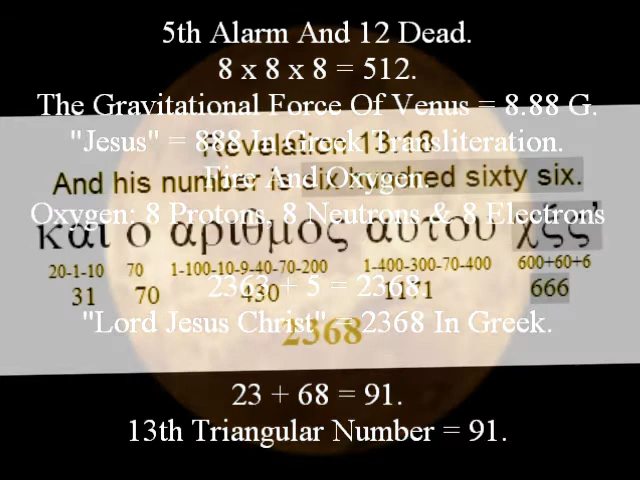 5th Alarm And 12 Dead.
8 x 8 x 8 = 512.
The Gravitational Force Of Venus = 8.88 G.
"Jesus" = 888 In Greek Transliteration.
Revelation 13:18
And his number is six hundred sixty six.
Fire And Oxygen.
Oxygen: 8 Protons, 8 Neutrons & 8 Electrons
και ο αριθμος αυτου χξς'
20-1-10 70 1-100-10-9-40-70-200 1-400-300-70-400 600+60+6
31 70 430 1171 666
2363 + 5 = 2368.
"Lord Jesus Christ" = 2368 In Greek.
2368
23 + 68 = 91.
13th Triangular Number = 91.